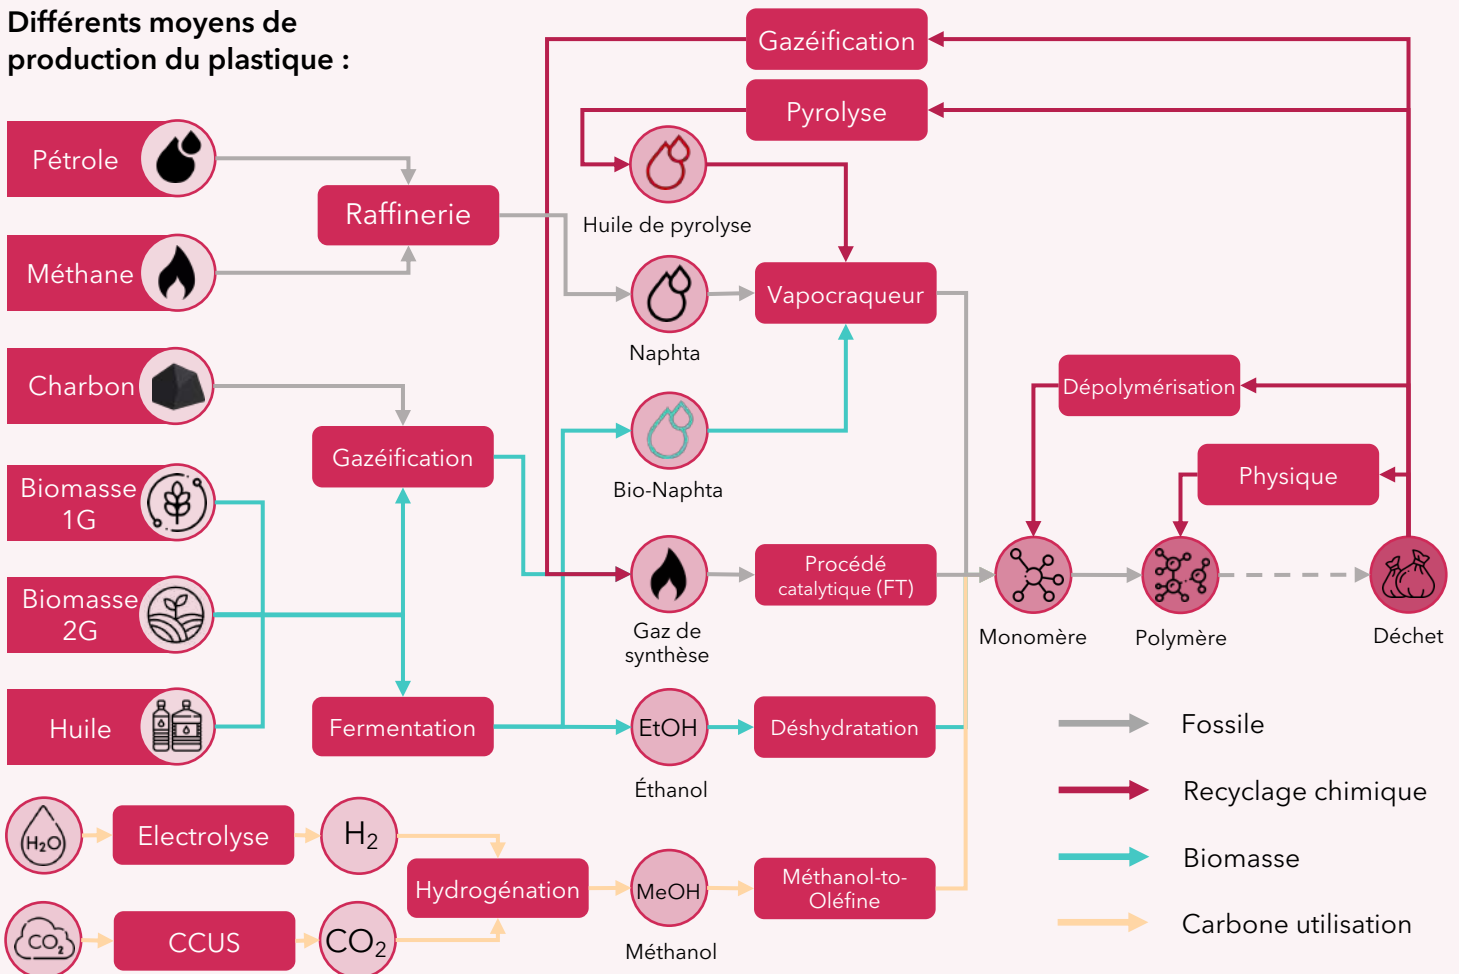 Différents moyens de
production du plastique :
Gazéification
Pyrolyse
Pétrole
Raffinerie
Huile de pyrolyse
Méthane
Vapocraqueur
Naphta
Charbon
Dépolymérisation
Gazéification
Physique
Bio-Naphta
Biomasse
1G
Procédé
catalytique (FT)
Biomasse
2G
Gaz de
synthèse
Monomère
Polymère
Déchet
Huile
Fermentation
EtOH
Déshydratation
Éthanol
Fossile
Recyclage chimique
Biomasse
Carbone utilisation
H₂O
Electrolyse
H₂
Hydrogénation
MeOH
Méthanol-to-
Oléfine
Méthanol
CO₂
CCUS
CO₂